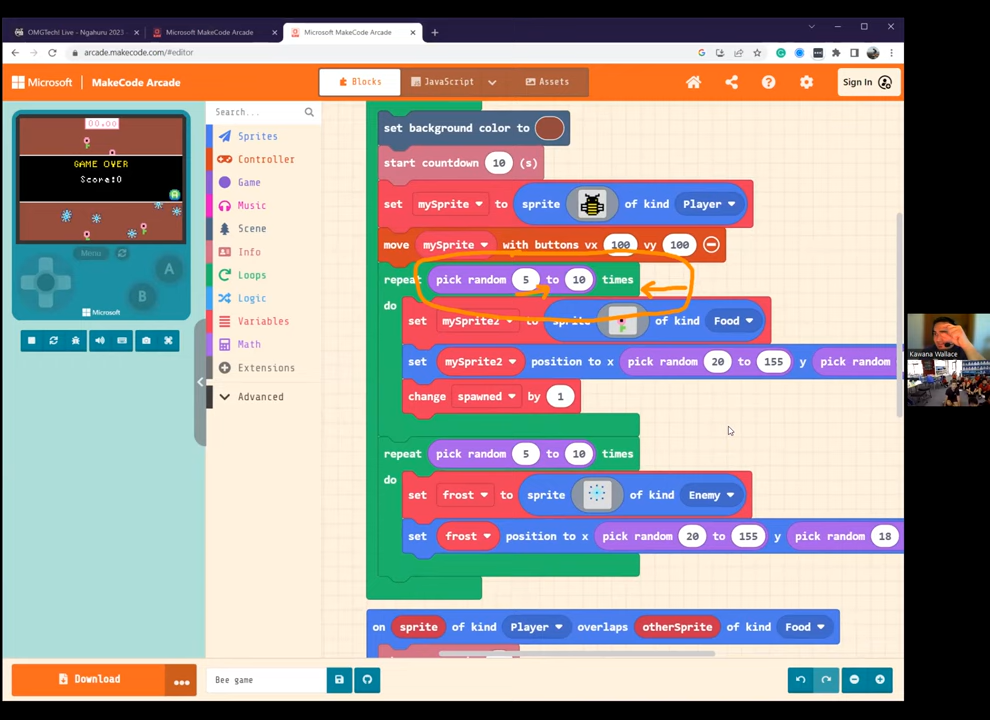 OMGTech! Live - Ngahuru 2023 -
Microsoft MakeCode Arcade
Microsoft MakeCode Arcade
arcade.makecode.com/#editor
Microsoft
MakeCode Arcade
Blocks
JavaScript
Assets
Sign In
00.00
GAME OVER
Score:0
Menu
A
B
Microsoft
Search...
Sprites
Controller
Game
Music
Scene
Info
Loops
Logic
Variables
Math
Extensions
Advanced
set background color to
start countdown 10 (s)
set mySprite to sprite of kind Player
move mySprite with buttons vx 100 vy 100
repeat pick random 5 to 10 times
do
set mySprite2 to sprite of kind Food
set mySprite2 position to x pick random 20 to 155 y pick random
change spawned by 1
repeat pick random 5 to 10 times
do
set frost to sprite of kind Enemy
set frost position to x pick random 20 to 155 y pick random 18
on sprite of kind Player overlaps otherSprite of kind Food
Download
Bee game
Kawana Wallace